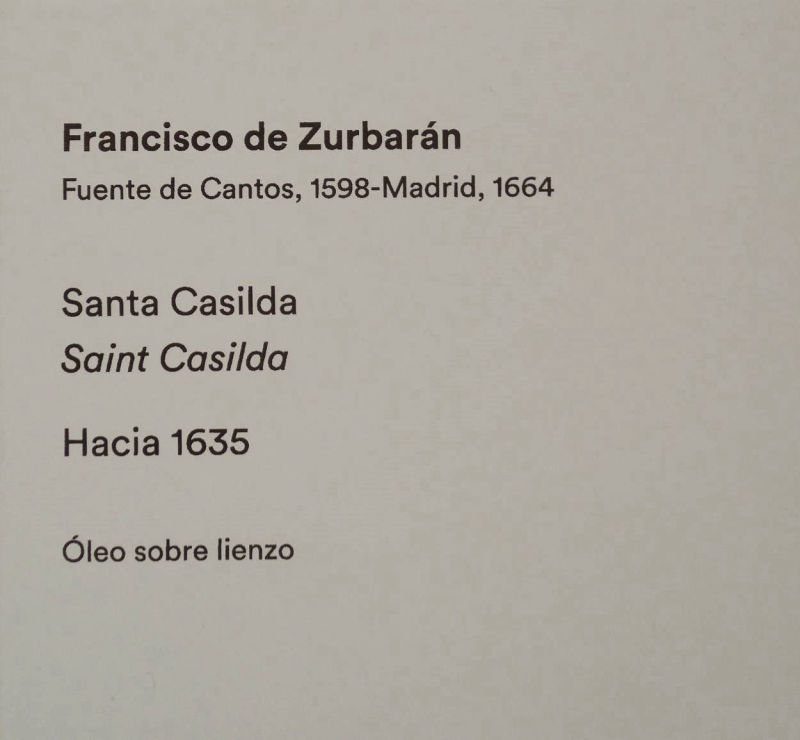 Francisco de Zurbarán
Fuente de Cantos, 1598-Madrid, 1664
Santa Casilda
Saint Casilda
Hacia 1635
Óleo sobre lienzo